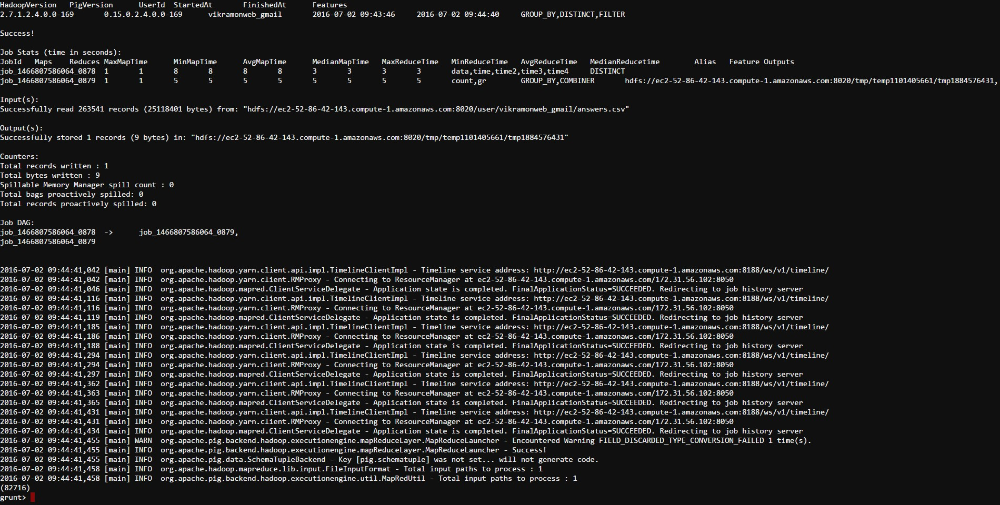 HadoopVersion PigVersion UserId StartedAt FinishedAt Features
2.7.1.2.4.0.0-169 0.15.0.2.4.0.0-169 vikramonweb_gmail 2016-07-02 09:43:46 2016-07-02 09:44:40 GROUP_BY,DISTINCT,FILTER
Success!
Job Stats (time in seconds):
JobId Maps Reduces MaxMapTime MinMapTime AvgMapTime MedianMapTime MaxReduceTime MinReduceTime AvgReduceTime MedianReducetime Alias Feature Outputs
job_1466807586064_0878 1 1 8 8 8 8 3 3 3 3 data,time,time2,time3,time4 DISTINCT
job_1466807586064_0879 1 1 5 5 5 5 5 5 5 5 count,gr GROUP_BY,COMBINER hdfs://ec2-52-86-42-143.compute-1.amazonaws.com:8020/tmp/temp1101405661/tmp1884576431,
Input(s):
Successfully read 263541 records (25118401 bytes) from: "hdfs://ec2-52-86-42-143.compute-1.amazonaws.com:8020/user/vikramonweb_gmail/answers.csv"
Output(s):
Successfully stored 1 records (9 bytes) in: "hdfs://ec2-52-86-42-143.compute-1.amazonaws.com:8020/tmp/temp1101405661/tmp1884576431"
Counters:
Total records written : 1
Total bytes written : 9
Spillable Memory Manager spill count : 0
Total bags proactively spilled: 0
Total records proactively spilled: 0
Job DAG:
job_1466807586064_0878 -> job_1466807586064_0879,
job_1466807586064_0879
2016-07-02 09:44:41,042 [main] INFO org.apache.hadoop.yarn.client.api.impl.TimelineClientImpl - Timeline service address: http://ec2-52-86-42-143.compute-1.amazonaws.com:8188/ws/v1/timeline/
2016-07-02 09:44:41,042 [main] INFO org.apache.hadoop.yarn.client.RMProxy - Connecting to ResourceManager at ec2-52-86-42-143.compute-1.amazonaws.com/172.31.56.102:8050
2016-07-02 09:44:41,046 [main] INFO org.apache.hadoop.mapred.ClientServiceDelegate - Application state is completed. FinalApplicationStatus=SUCCEEDED. Redirecting to job history server
2016-07-02 09:44:41,116 [main] INFO org.apache.hadoop.yarn.client.api.impl.TimelineClientImpl - Timeline service address: http://ec2-52-86-42-143.compute-1.amazonaws.com:8188/ws/v1/timeline/
2016-07-02 09:44:41,116 [main] INFO org.apache.hadoop.yarn.client.RMProxy - Connecting to ResourceManager at ec2-52-86-42-143.compute-1.amazonaws.com/172.31.56.102:8050
2016-07-02 09:44:41,119 [main] INFO org.apache.hadoop.mapred.ClientServiceDelegate - Application state is completed. FinalApplicationStatus=SUCCEEDED. Redirecting to job history server
2016-07-02 09:44:41,185 [main] INFO org.apache.hadoop.yarn.client.api.impl.TimelineClientImpl - Timeline service address: http://ec2-52-86-42-143.compute-1.amazonaws.com:8188/ws/v1/timeline/
2016-07-02 09:44:41,186 [main] INFO org.apache.hadoop.yarn.client.RMProxy - Connecting to ResourceManager at ec2-52-86-42-143.compute-1.amazonaws.com/172.31.56.102:8050
2016-07-02 09:44:41,188 [main] INFO org.apache.hadoop.mapred.ClientServiceDelegate - Application state is completed. FinalApplicationStatus=SUCCEEDED. Redirecting to job history server
2016-07-02 09:44:41,294 [main] INFO org.apache.hadoop.yarn.client.api.impl.TimelineClientImpl - Timeline service address: http://ec2-52-86-42-143.compute-1.amazonaws.com:8188/ws/v1/timeline/
2016-07-02 09:44:41,294 [main] INFO org.apache.hadoop.yarn.client.RMProxy - Connecting to ResourceManager at ec2-52-86-42-143.compute-1.amazonaws.com/172.31.56.102:8050
2016-07-02 09:44:41,297 [main] INFO org.apache.hadoop.mapred.ClientServiceDelegate - Application state is completed. FinalApplicationStatus=SUCCEEDED. Redirecting to job history server
2016-07-02 09:44:41,362 [main] INFO org.apache.hadoop.yarn.client.api.impl.TimelineClientImpl - Timeline service address: http://ec2-52-86-42-143.compute-1.amazonaws.com:8188/ws/v1/timeline/
2016-07-02 09:44:41,363 [main] INFO org.apache.hadoop.yarn.client.RMProxy - Connecting to ResourceManager at ec2-52-86-42-143.compute-1.amazonaws.com/172.31.56.102:8050
2016-07-02 09:44:41,365 [main] INFO org.apache.hadoop.mapred.ClientServiceDelegate - Application state is completed. FinalApplicationStatus=SUCCEEDED. Redirecting to job history server
2016-07-02 09:44:41,431 [main] INFO org.apache.hadoop.yarn.client.api.impl.TimelineClientImpl - Timeline service address: http://ec2-52-86-42-143.compute-1.amazonaws.com:8188/ws/v1/timeline/
2016-07-02 09:44:41,431 [main] INFO org.apache.hadoop.yarn.client.RMProxy - Connecting to ResourceManager at ec2-52-86-42-143.compute-1.amazonaws.com/172.31.56.102:8050
2016-07-02 09:44:41,434 [main] INFO org.apache.hadoop.mapred.ClientServiceDelegate - Application state is completed. FinalApplicationStatus=SUCCEEDED. Redirecting to job history server
2016-07-02 09:44:41,455 [main] WARN org.apache.pig.backend.hadoop.executionengine.mapReduceLayer.MapReduceLauncher - Encountered Warning FIELD_DISCARDED_TYPE_CONVERSION_FAILED 1 time(s).
2016-07-02 09:44:41,455 [main] INFO org.apache.pig.backend.hadoop.executionengine.mapReduceLayer.MapReduceLauncher - Success!
2016-07-02 09:44:41,455 [main] INFO org.apache.pig.data.SchemaTupleBackend - Key [pig.schematuple] was not set... will not generate code.
2016-07-02 09:44:41,458 [main] INFO org.apache.hadoop.mapreduce.lib.input.FileInputFormat - Total input paths to process : 1
2016-07-02 09:44:41,458 [main] INFO org.apache.pig.backend.hadoop.executionengine.util.MapRedUtil - Total input paths to process : 1
(82716)
grunt>